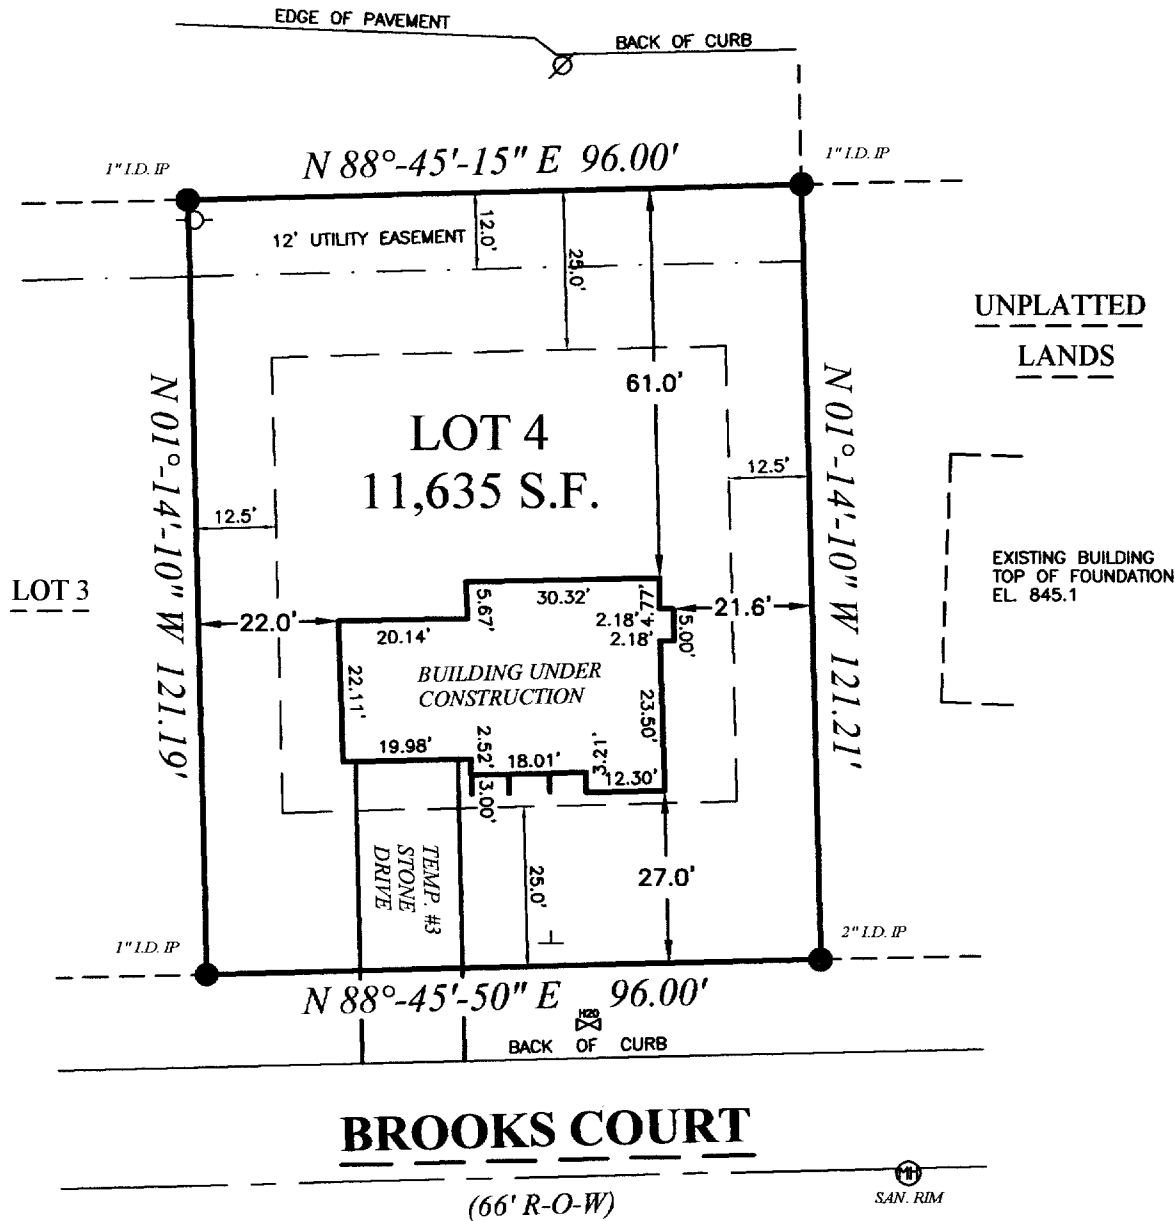 EDGE OF PAVEMENT
BACK OF CURB
1" I.D. IP
N 88°-45'-15" E 96.00'
1" I.D. IP
12' UTILITY EASEMENT
12.0'
25.0'
UNPLATTED
LANDS
61.0'
N 01°-14'-10" W 121.19'
LOT 4
11,635 S.F.
N 01°-14'-10" W 121.21'
12.5'
12.5'
EXISTING BUILDING
TOP OF FOUNDATION
EL. 845.1
LOT 3
22.0'
20.14'
5.67'
30.32'
4.77'
2.18'
2.18'
5.00'
21.6'
22.11'
BUILDING UNDER
CONSTRUCTION
23.50'
19.98'
2.52'
18.01'
3.21'
12.30'
3.00'
TEMP. #3
STONE
DRIVE
25.0'
27.0'
1" I.D. IP
2" I.D. IP
N 88°-45'-50" E 96.00'
H2O
BACK OF CURB
BROOKS COURT
MH
(66' R-O-W)
SAN. RIM